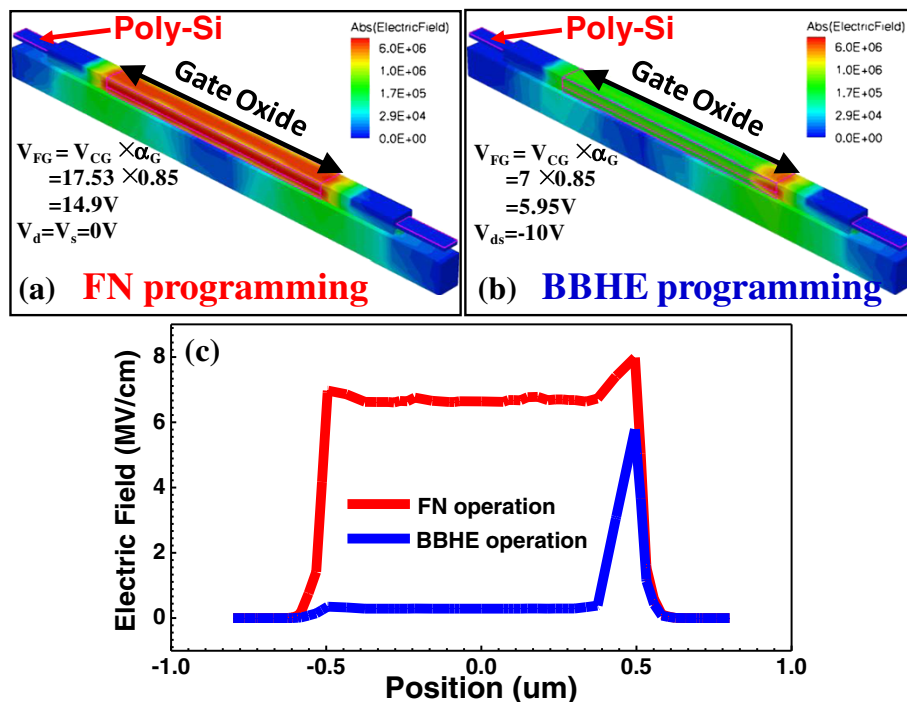 Poly-Si
Gate Oxide
Abs(ElectricField)
6.0E+06
1.0E+06
1.7E+05
2.9E+04
0.0E+00
V_FG = V_CG ×α_G
=17.53 ×0.85
=14.9V
V_d=V_s=0V
(a) FN programming
Poly-Si
Gate Oxide
Abs(ElectricField)
6.0E+06
1.0E+06
1.7E+05
2.9E+04
0.0E+00
V_FG = V_CG ×α_G
=7 ×0.85
=5.95V
V_ds=-10V
(b) BBHE programming
(c)
Electric Field (MV/cm)
8
6
4
2
0
FN operation
BBHE operation
-1.0 -0.5 0.0 0.5 1.0
Position (um)